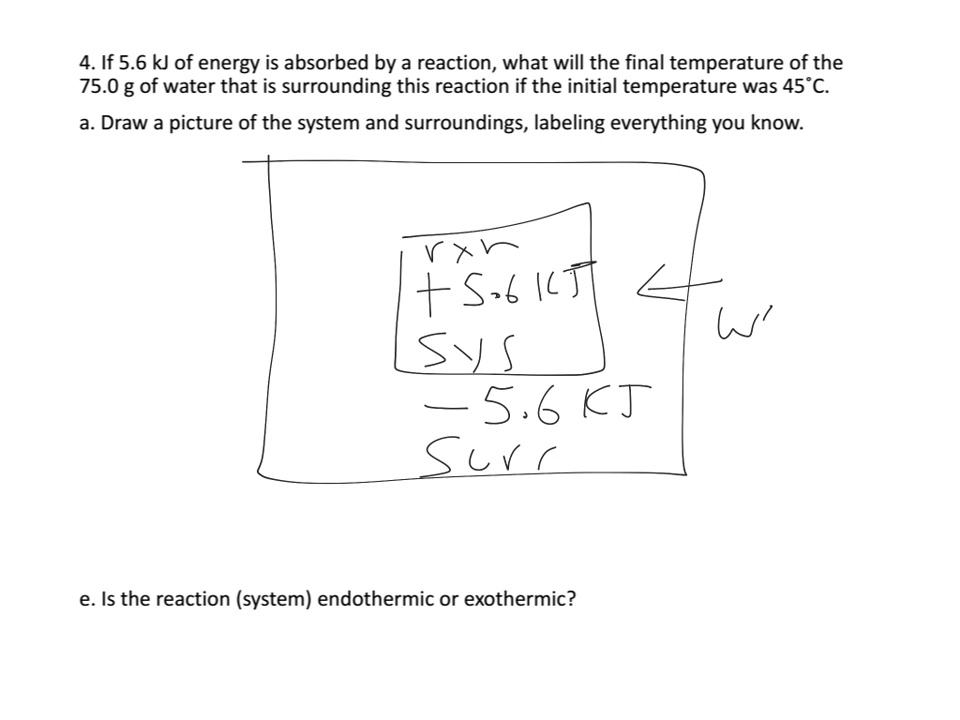 4. If 5.6 kJ of energy is absorbed by a reaction, what will the final temperature of the
75.0 g of water that is surrounding this reaction if the initial temperature was 45˚C.
a. Draw a picture of the system and surroundings, labeling everything you know.
rxn
+5.6 KJ
sys
-5.6 KJ
Surr
e. Is the reaction (system) endothermic or exothermic?